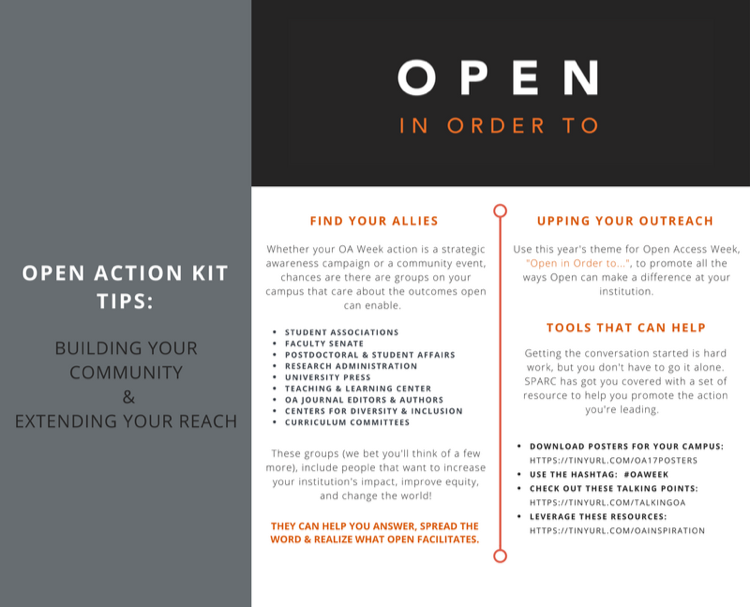 OPEN ACTION KIT
TIPS:
BUILDING YOUR
COMMUNITY
&
EXTENDING YOUR REACH
OPEN
IN ORDER TO
FIND YOUR ALLIES
Whether your OA Week action is a strategic
awareness campaign or a community event,
chances are there are groups on your
campus that care about the outcomes open
can enable.
• STUDENT ASSOCIATIONS
• FACULTY SENATE
• POSTDOCTORAL & STUDENT AFFAIRS
• RESEARCH ADMINISTRATION
• UNIVERSITY PRESS
• TEACHING & LEARNING CENTER
• OA JOURNAL EDITORS & AUTHORS
• CENTERS FOR DIVERSITY & INCLUSION
• CURRICULUM COMMITTEES
These groups (we bet you'll think of a few
more), include people that want to increase
your institution's impact, improve equity,
and change the world!
THEY CAN HELP YOU ANSWER, SPREAD THE
WORD & REALIZE WHAT OPEN FACILITATES.
UPPING YOUR OUTREACH
Use this year's theme for Open Access Week,
"Open in Order to...", to promote all the
ways Open can make a difference at your
institution.
TOOLS THAT CAN HELP
Getting the conversation started is hard
work, but you don't have to go it alone.
SPARC has got you covered with a set of
resource to help you promote the action
you're leading.
• DOWNLOAD POSTERS FOR YOUR CAMPUS:
HTTPS://TINYURL.COM/OA17POSTERS
• USE THE HASHTAG: #OAWEEK
• CHECK OUT THESE TALKING POINTS:
HTTPS://TINYURL.COM/TALKINGOA
• LEVERAGE THESE RESOURCES:
HTTPS://TINYURL.COM/OAINSPIRATION